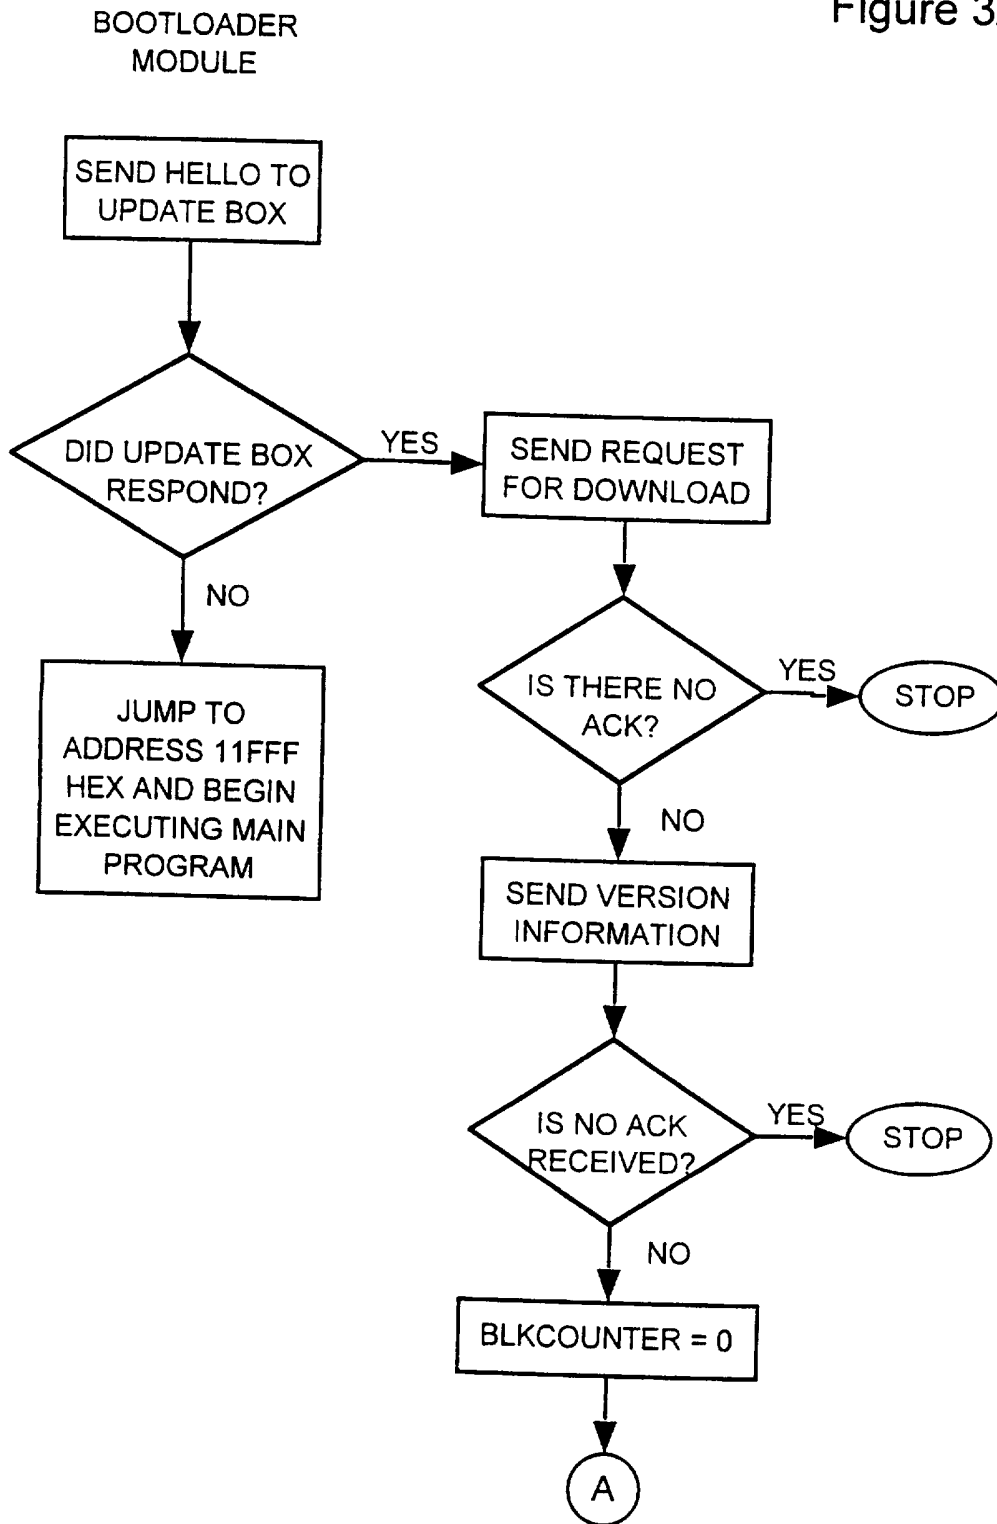 Figure 3
BOOTLOADER
MODULE
SEND HELLO TO
UPDATE BOX
DID UPDATE BOX
RESPOND?
YES
SEND REQUEST
FOR DOWNLOAD
NO
JUMP TO
ADDRESS 11FFF
HEX AND BEGIN
EXECUTING MAIN
PROGRAM
IS THERE NO
ACK?
YES
STOP
NO
SEND VERSION
INFORMATION
IS NO ACK
RECEIVED?
YES
STOP
NO
BLKCOUNTER = 0
A